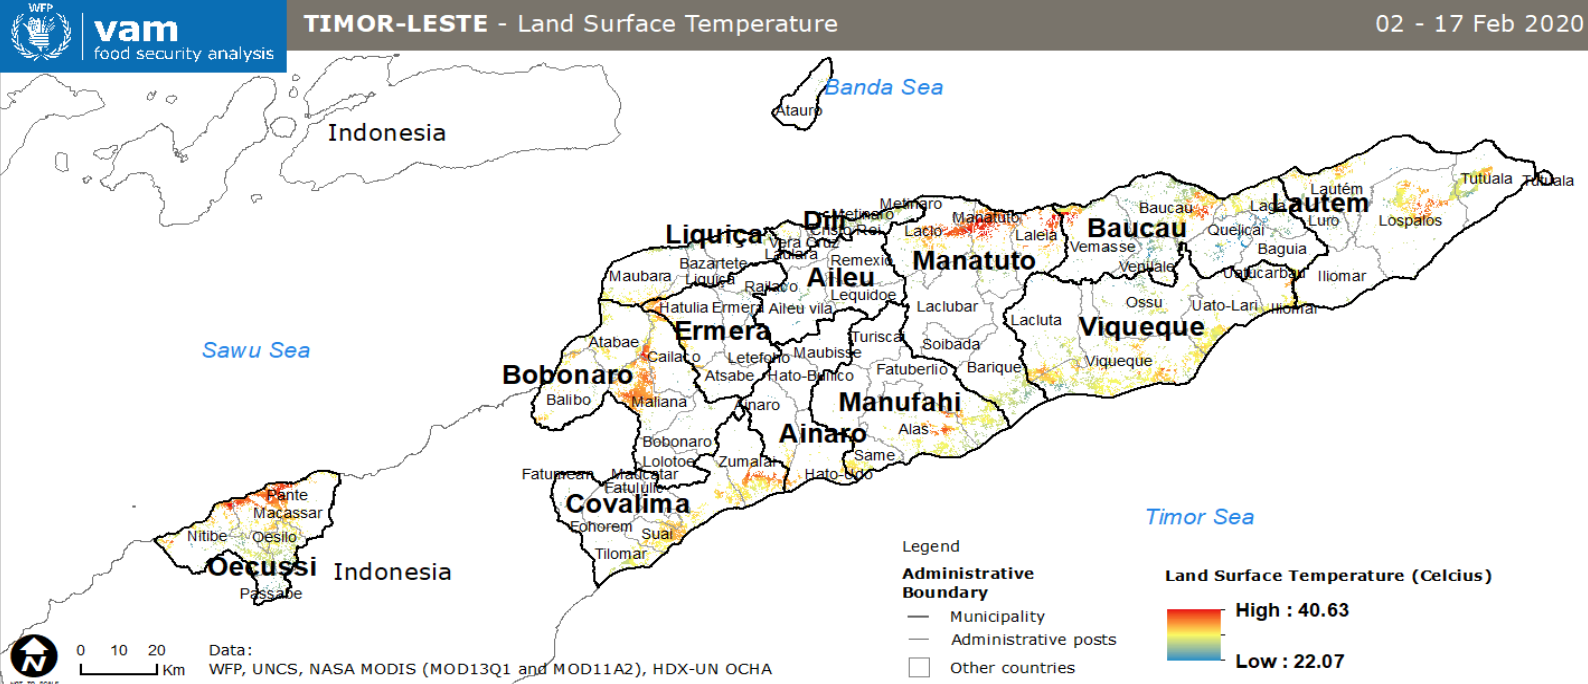 WFP
vam
food security analysis
TIMOR-LESTE - Land Surface Temperature
02 - 17 Feb 2020
Banda Sea
Atauro
Indonesia
Tutuala
Tutuala
Lautém
Lautem
Metinaro
Baucau
Laga
Luro
Lospalos
Metinaro
Manatuto
Dili
Cristo Rei
Laclo
Laleia
Baucau
Quelicai
Liquiça
Vera Cruz
Vemasse
Baguia
Laulara
Remexio
Manatuto
Venilale
Uatucarbau
Iliomar
Bazartete
Maubara
Liquiça
Aileu
Railaco
Lequidoe
Ossu
Uato-Lari
Iliomar
Hatulia
Ermera
Aileu vila
Laclubar
Lacluta
Viqueque
Ermera
Turiscai
Soibada
Sawu Sea
Atabae
Cailaco
Letefoho
Maubisse
Viqueque
Bobonaro
Atsabe
Hato-Builico
Fatuberlio
Barique
Balibo
Maliana
Ainaro
Manufahi
Alas
Ainaro
Bobonaro
Same
Lolotoe
Zumalai
Fatumean
Maucatar
Hato-Udo
Fatululic
Covalima
Pante
Macassar
Fohorem
Suai
Timor Sea
Nitibe
Oesilo
Tilomar
Oecussi
Indonesia
Passabe
Legend
Administrative
Boundary
Municipality
Administrative posts
Other countries
Land Surface Temperature (Celcius)
High : 40.63
Low : 22.07
N
0 10 20
Km
Data:
WFP, UNCS, NASA MODIS (MOD13Q1 and MOD11A2), HDX-UN OCHA